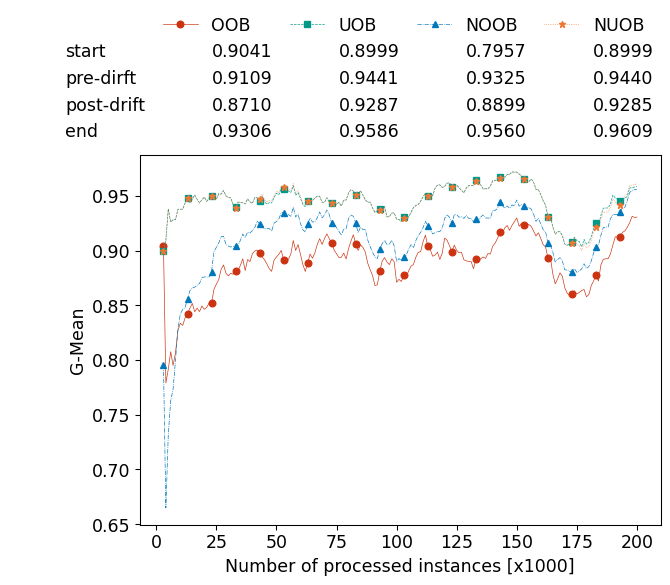 OOB UOB NOOB NUOB
start 0.9041 0.8999 0.7957 0.8999
pre-dirft 0.9109 0.9441 0.9325 0.9440
post-drift 0.8710 0.9287 0.8899 0.9285
end 0.9306 0.9586 0.9560 0.9609
0.95
0.90
0.85
0.80
0.75
0.70
0.65
G-Mean
0 25 50 75 100 125 150 175 200
Number of processed instances [x1000]